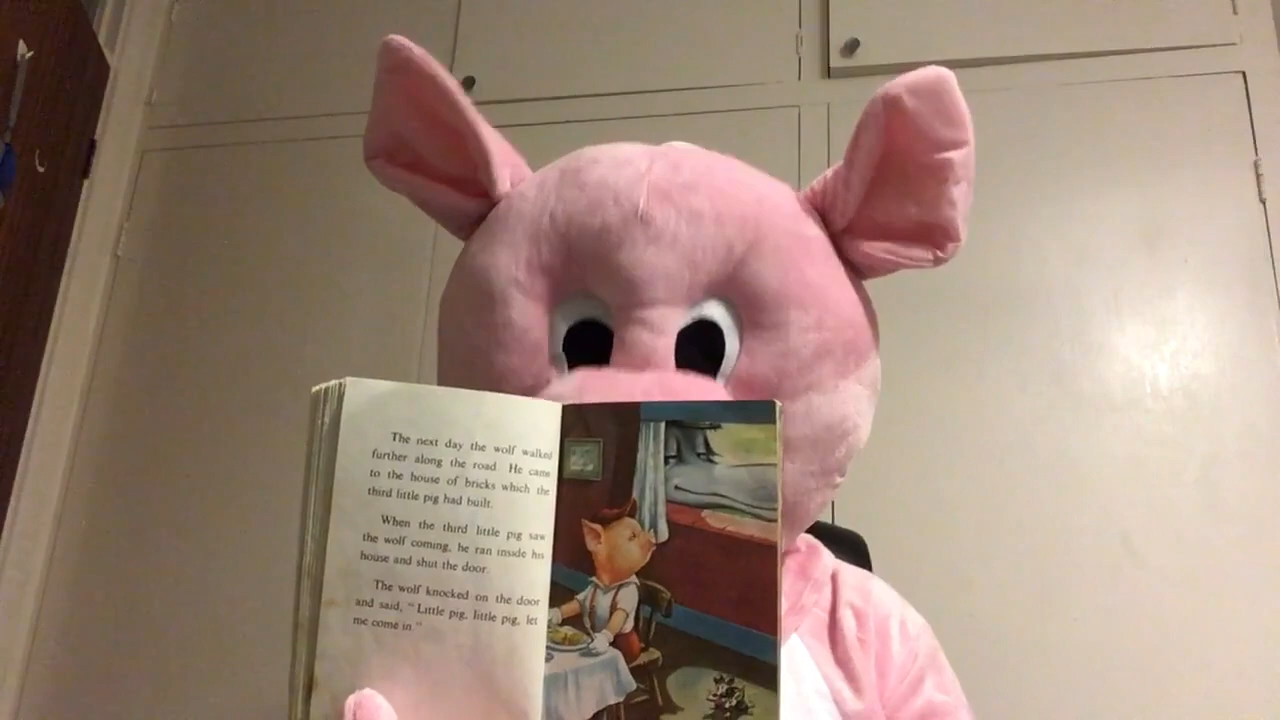 The next day the wolf walked
further along the road. He came
to the house of bricks which the
third little pig had built.
When the third little pig saw
the wolf coming, he ran inside his
house and shut the door.
The wolf knocked on the door
and said, "Little pig, little pig, let
me come in."